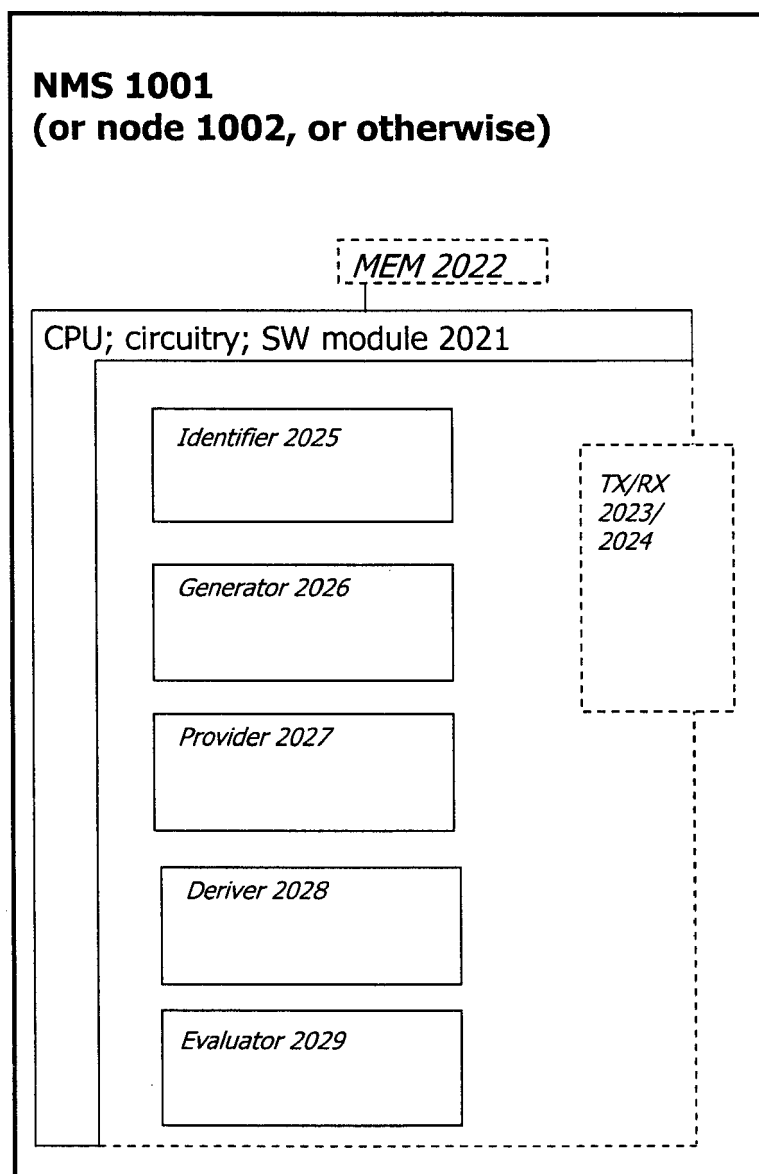 NMS 1001
(or node 1002, or otherwise)
MEM 2022
CPU; circuitry; SW module 2021
Identifier 2025
TX/RX
2023/
2024
Generator 2026
Provider 2027
Deriver 2028
Evaluator 2029